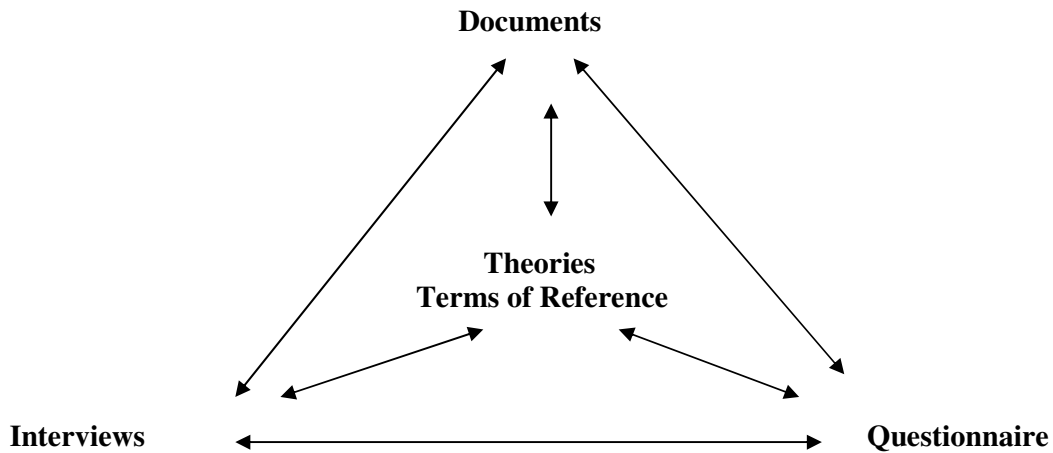 Documents
Theories
Terms of Reference
Interviews
Questionnaire